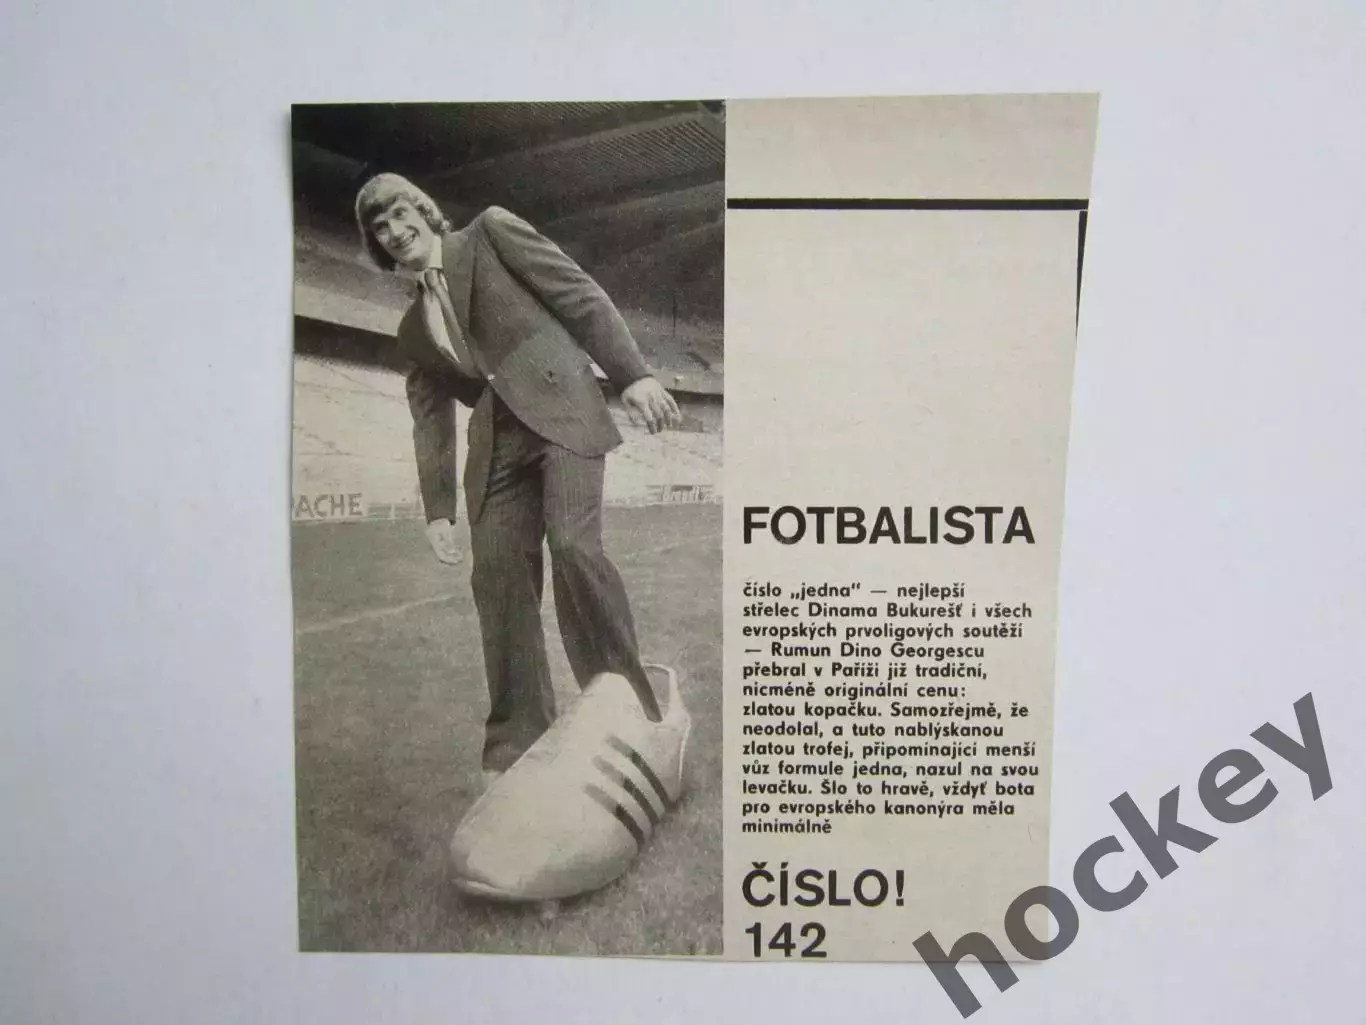 ACHE
FOTBALISTA
číslo „jedna" — nejlepší
střelec Dinama Bukurešť i všech
evropských prvoligových soutěží
— Rumun Dino Georgescu
přebral v Paříži již tradiční,
nicméně originální cenu:
zlatou kopačku. Samozřejmě, že
neodolal, a tuto nablýskanou
zlatou trofej, připomínající menší
vůz formule jedna, nazul na svou
levačku. Šlo to hravě, vždyť bota
pro evropského kanonýra měla
minimálně
ČÍSLO!
142
hockey